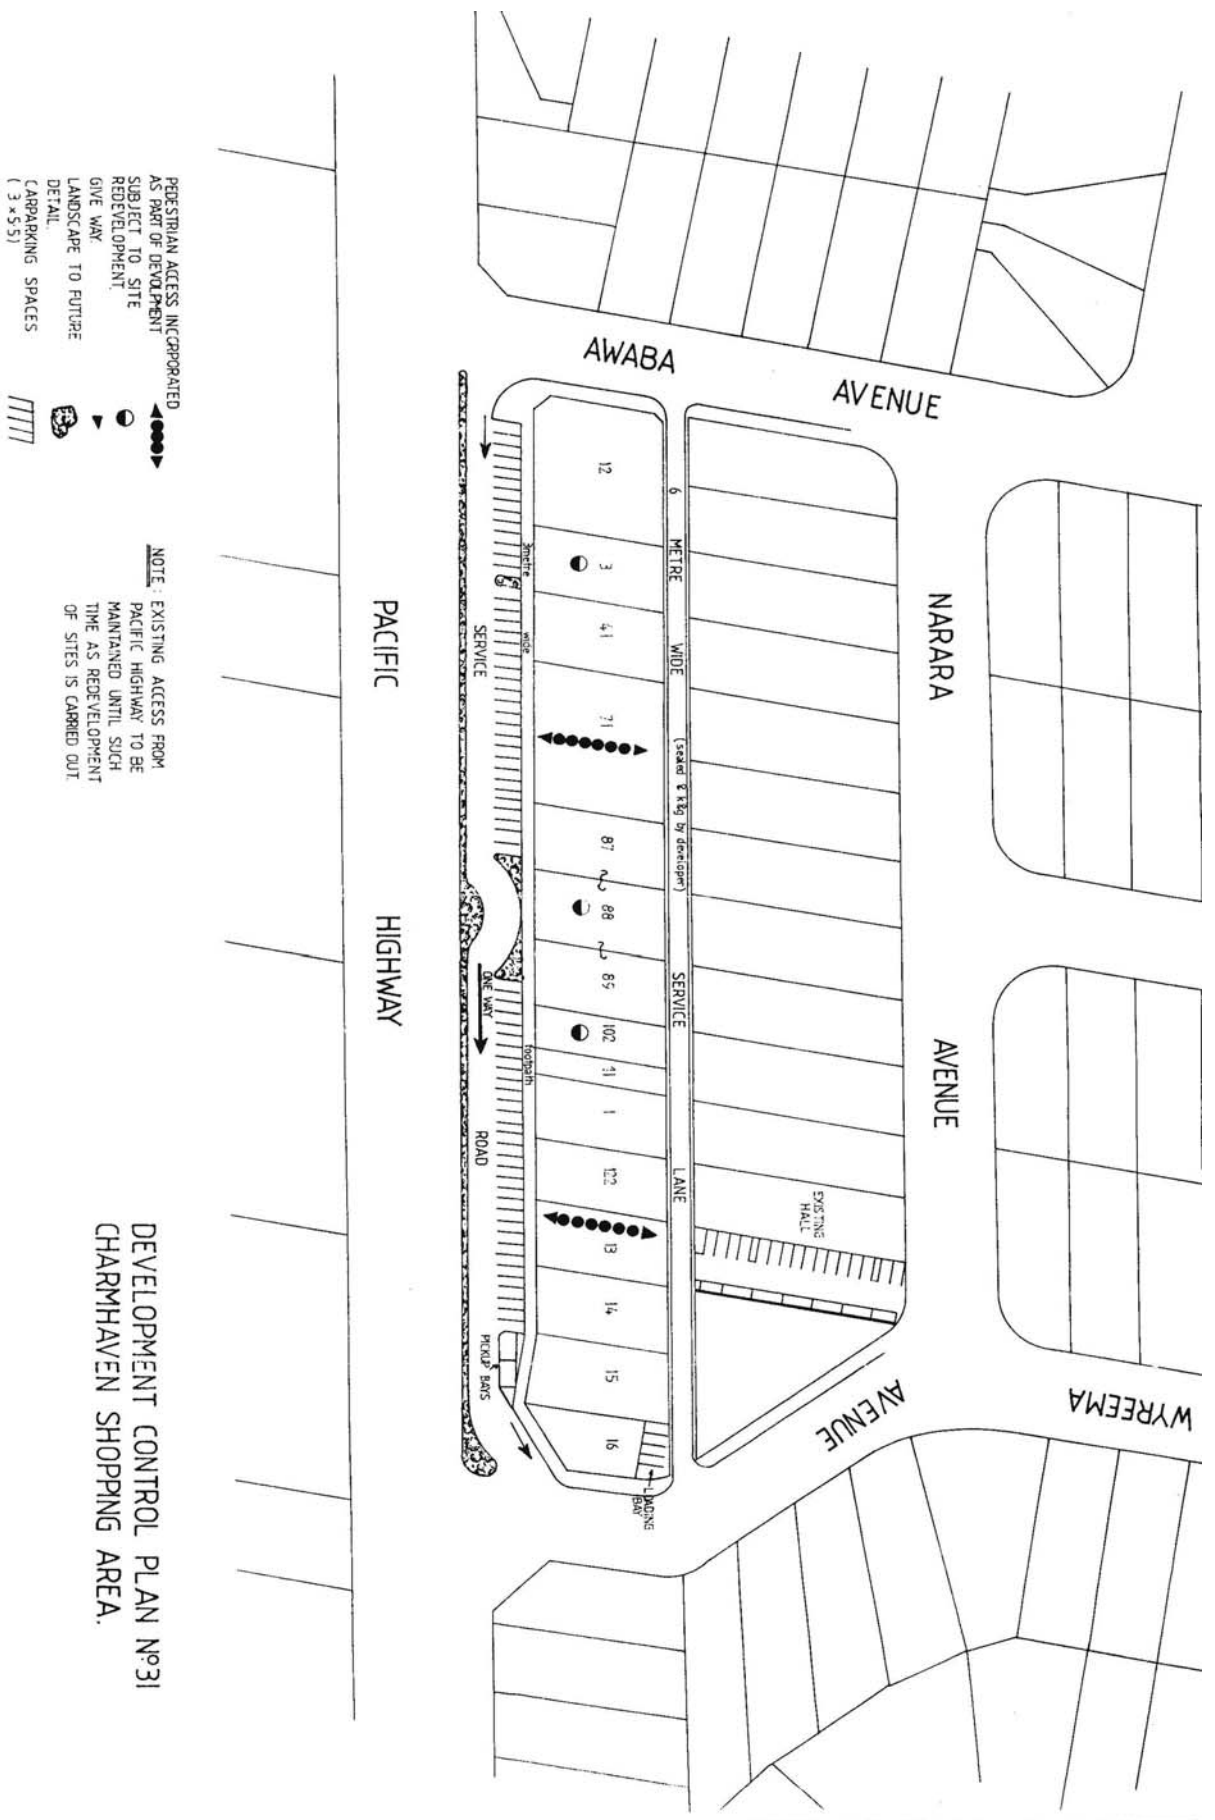 AWABA
AVENUE
NARARA
AVENUE
WYREEMA
AVENUE
6 METRE WIDE (sealed & k&g by developer) SERVICE LANE
EXISTING
HALL
12
3
41
71
87
88
89
102
1
122
13
14
15
16
LOADING
BAY
3metre wide footpath
SERVICE ROAD
ONE WAY
PICKUP BAYS
PACIFIC HIGHWAY
PEDESTRIAN ACCESS INCORPORATED
AS PART OF DEVOLPMENT
SUBJECT TO SITE
REDEVELOPMENT.
GIVE WAY.
LANDSCAPE TO FUTURE
DETAIL.
CARPARKING SPACES
( 3 × 5·5)
NOTE : EXISTING ACCESS FROM
PACIFIC HIGHWAY TO BE
MAINTAINED UNTIL SUCH
TIME AS REDEVELOPMENT
OF SITES IS CARRIED OUT.
DEVELOPMENT CONTROL PLAN Nº31
CHARMHAVEN SHOPPING AREA.